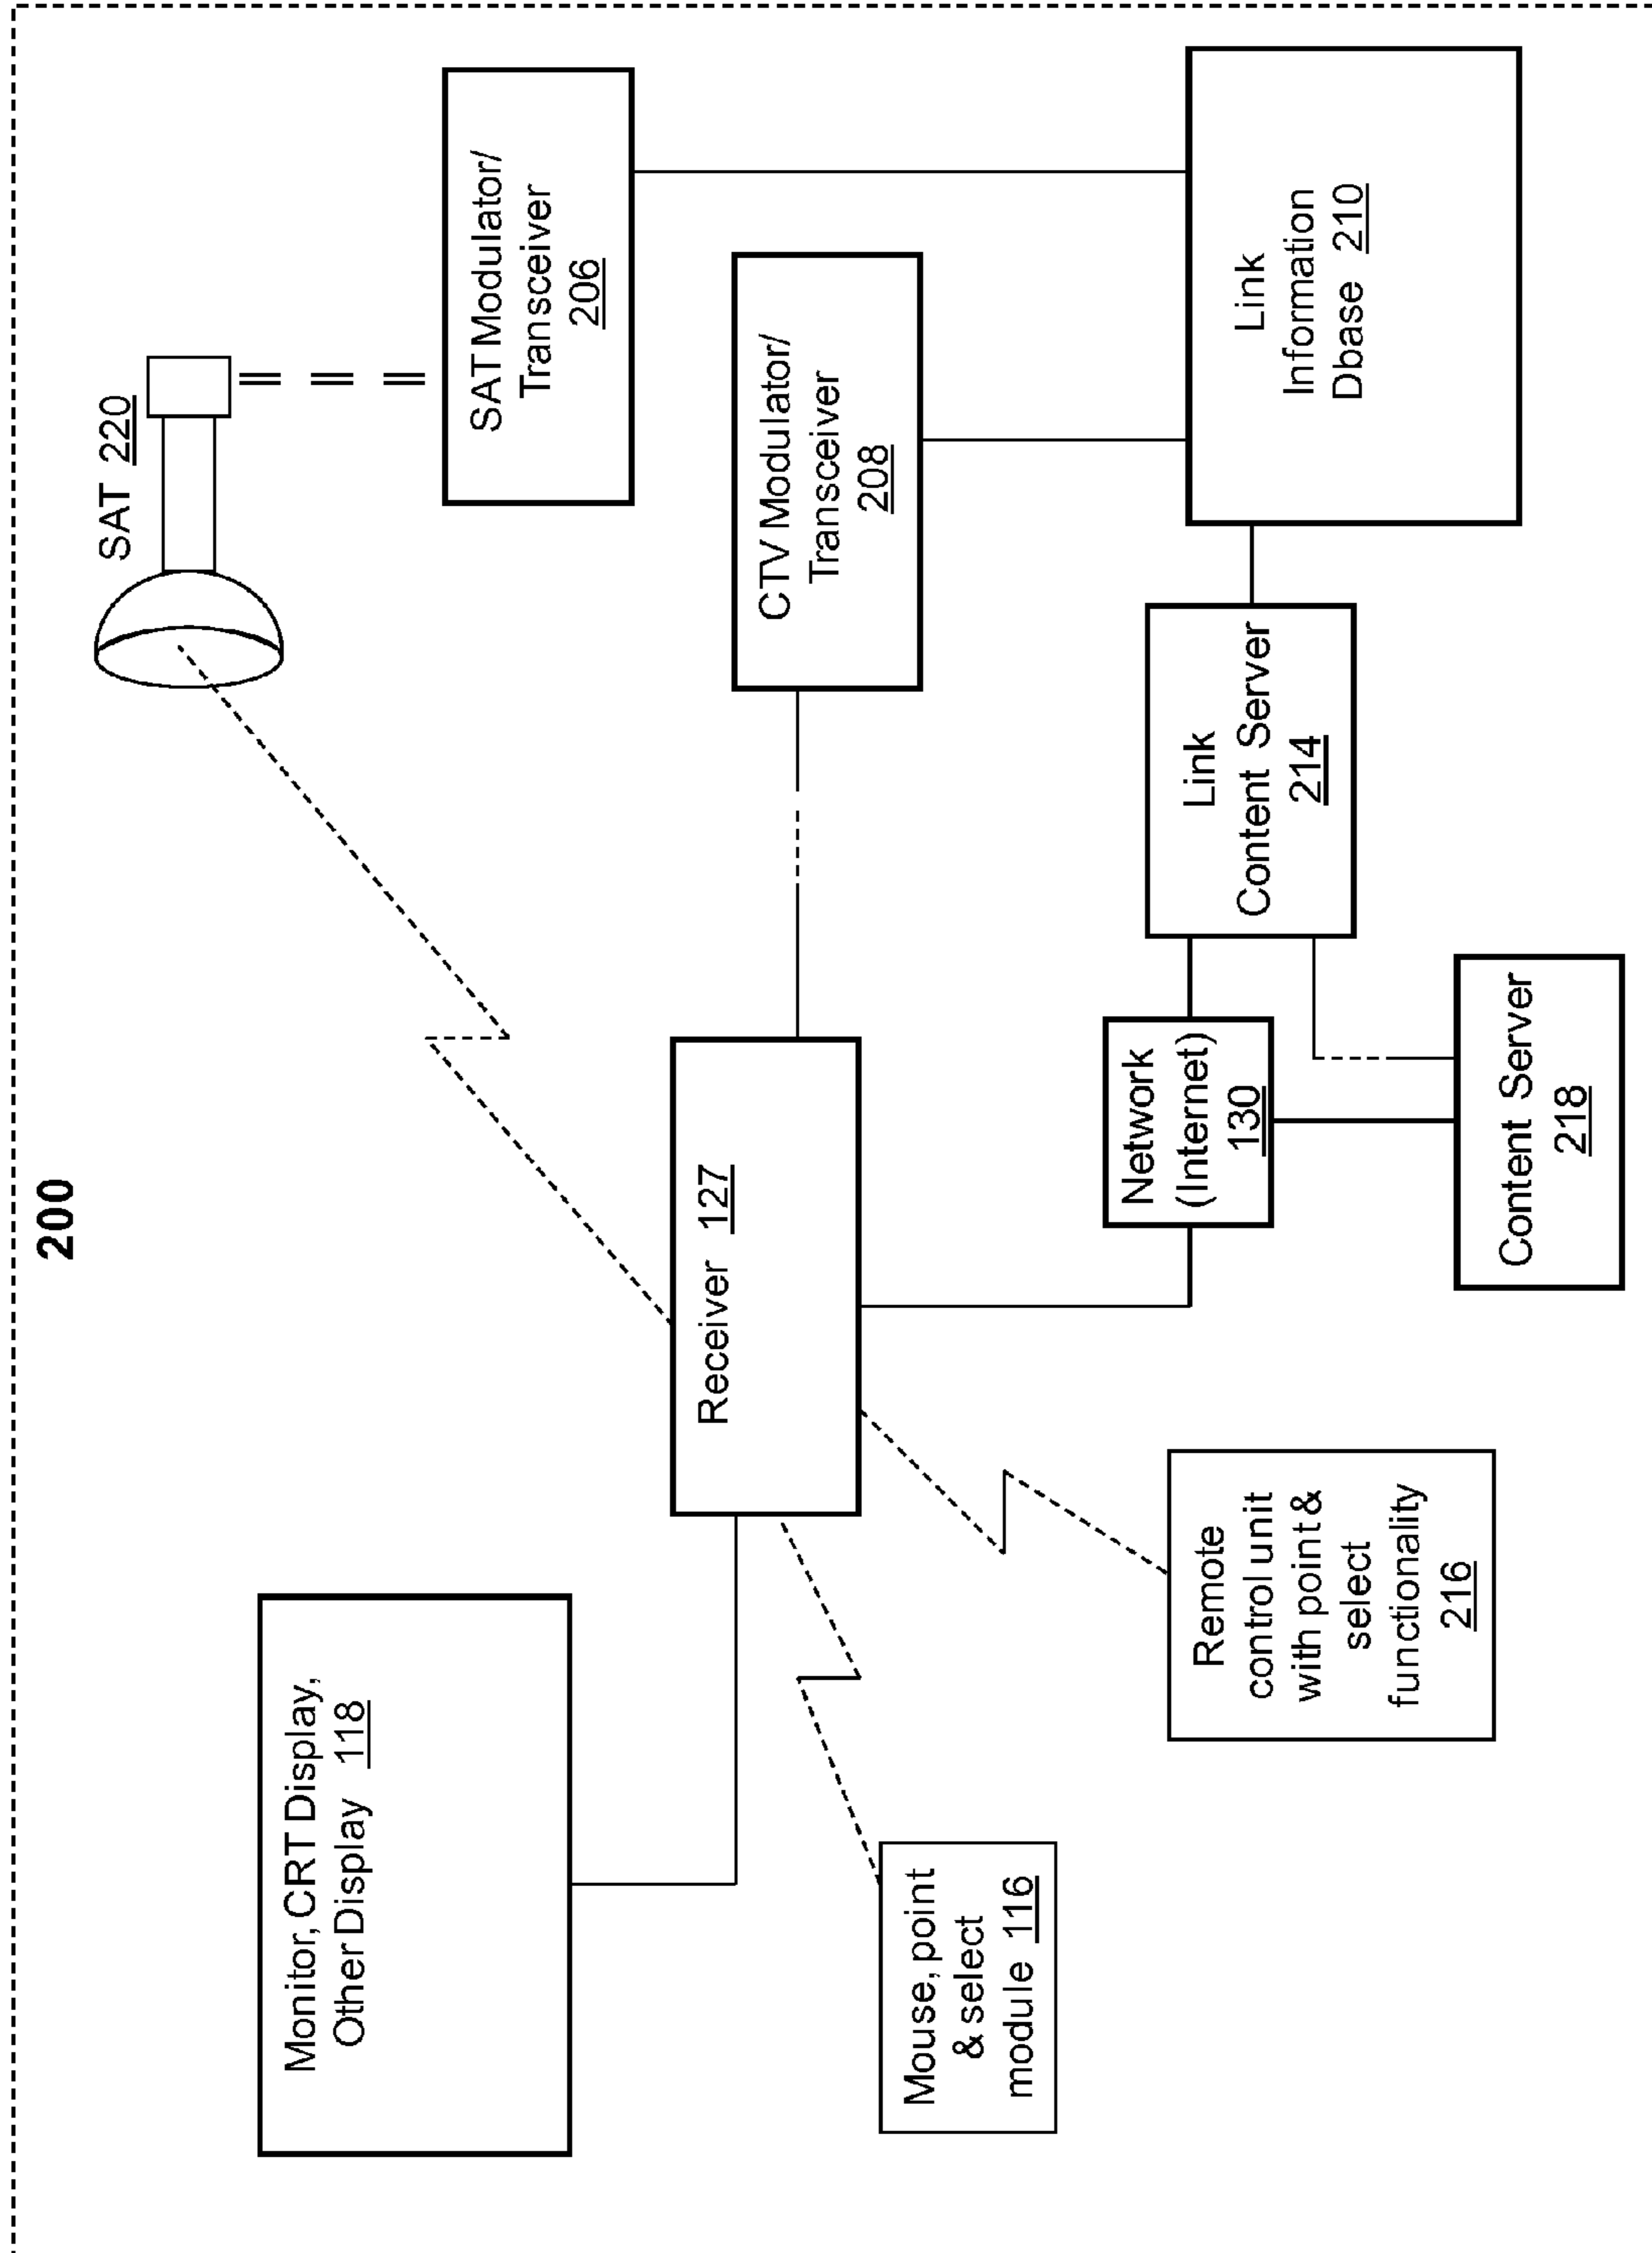 200
SAT 220
Monitor, CRT Display,
Other Display 118
SAT Modulator/
Transceiver
206
Receiver 127
CTV Modulator/
Transceiver
208
Mouse, point
& select
module 116
Remote
control unit
with point &
select
functionality
216
Network
(Internet)
130
Link
Content Server
214
Link
Information
Dbase 210
Content Server
218